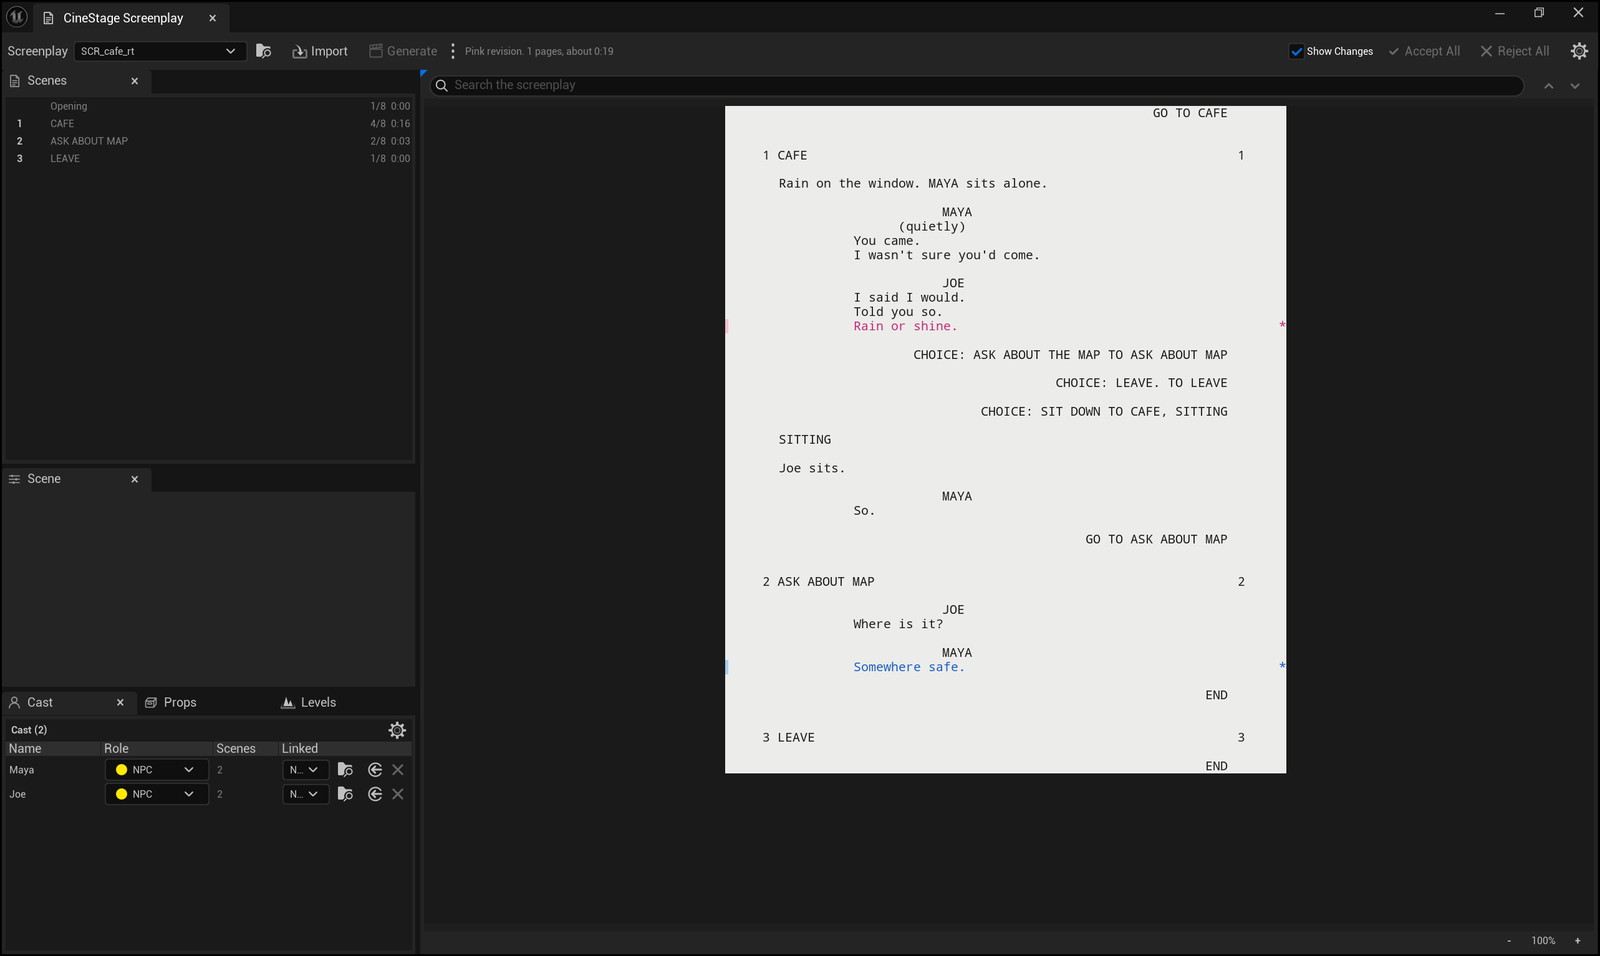 CineStage Screenplay
Screenplay SCR_cafe_rt Import Generate Pink revision. 1 pages, about 0:19 Show Changes Accept All Reject All
Scenes
Opening 1/8 0:00
1 CAFE 4/8 0:16
2 ASK ABOUT MAP 2/8 0:03
3 LEAVE 1/8 0:00
Scene
Cast Props Levels
Cast (2)
Name Role Scenes Linked
Maya NPC 2 N...
Joe NPC 2 N...
Search the screenplay
GO TO CAFE
1 CAFE 1
Rain on the window. MAYA sits alone.
MAYA
(quietly)
You came.
I wasn't sure you'd come.
JOE
I said I would.
Told you so.
Rain or shine. *
CHOICE: ASK ABOUT THE MAP TO ASK ABOUT MAP
CHOICE: LEAVE. TO LEAVE
CHOICE: SIT DOWN TO CAFE, SITTING
SITTING
Joe sits.
MAYA
So.
GO TO ASK ABOUT MAP
2 ASK ABOUT MAP 2
JOE
Where is it?
MAYA
Somewhere safe. *
END
3 LEAVE 3
END
- 100% +